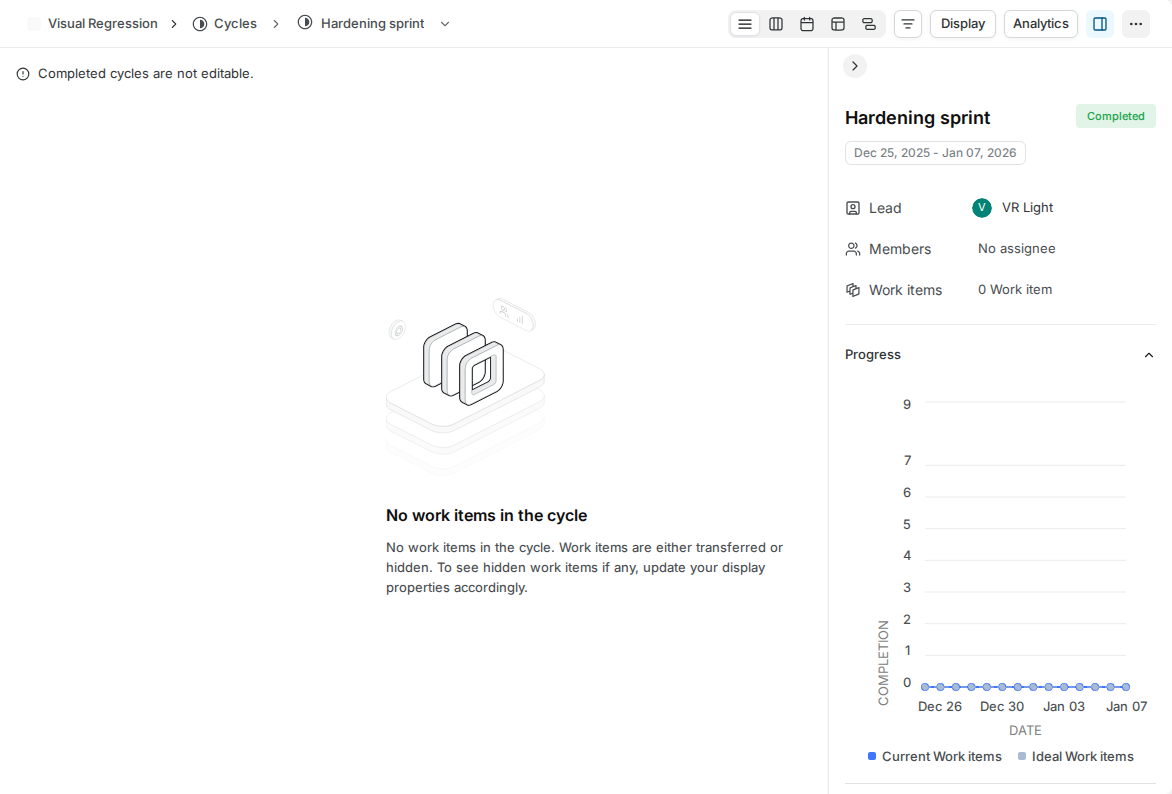 Visual Regression
Cycles
Hardening sprint
Display
Analytics
Completed cycles are not editable.
No work items in the cycle
No work items in the cycle. Work items are either transferred or
hidden. To see hidden work items if any, update your display
properties accordingly.
Hardening sprint
Completed
Dec 25, 2025 - Jan 07, 2026
Lead
V
VR Light
Members
No assignee
Work items
0 Work item
Progress
9
7
6
5
4
3
2
1
0
COMPLETION
Dec 26
Dec 30
Jan 03
Jan 07
DATE
Current Work items
Ideal Work items